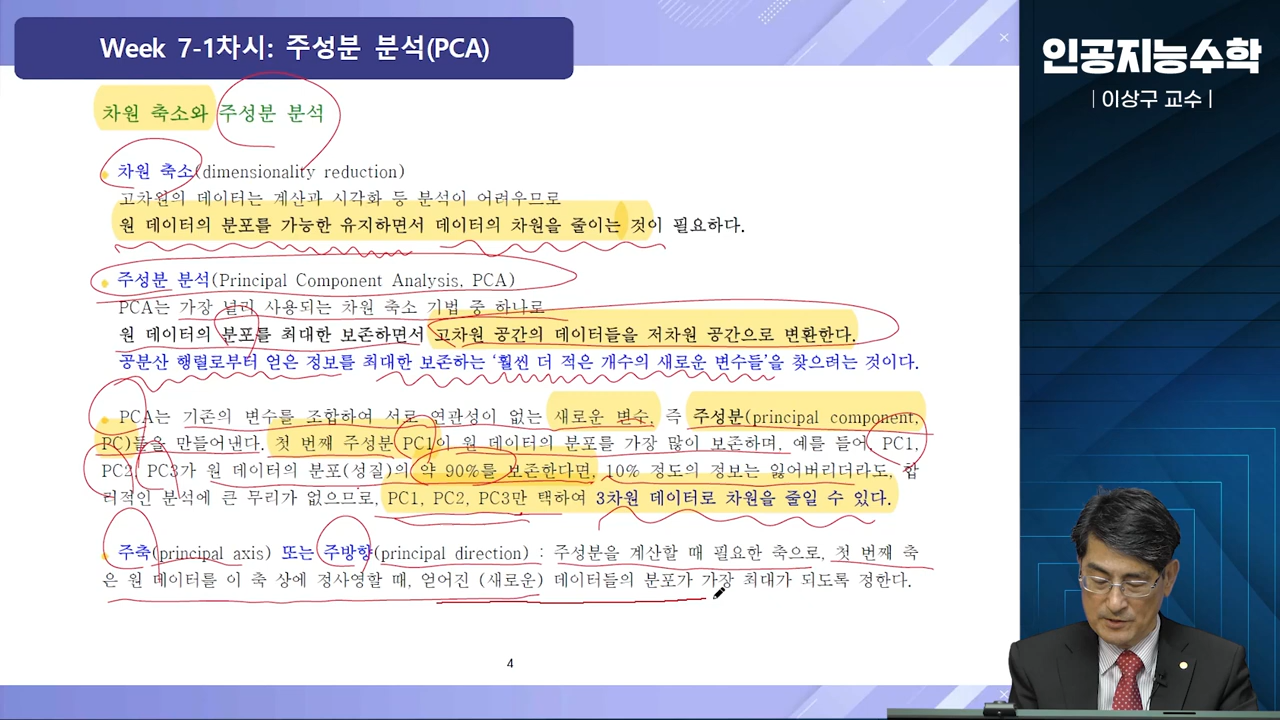 Week 7-1차시: 주성분 분석(PCA)
인공지능수학
| 이상구 교수 |
차원 축소와 주성분 분석
차원 축소(dimensionality reduction)
고차원의 데이터는 계산과 시각화 등 분석이 어려우므로
원 데이터의 분포를 가능한 유지하면서 데이터의 차원을 줄이는 것이 필요하다.
주성분 분석(Principal Component Analysis, PCA)
PCA는 가장 널리 사용되는 차원 축소 기법 중 하나로
원 데이터의 분포를 최대한 보존하면서 고차원 공간의 데이터들을 저차원 공간으로 변환한다.
공분산 행렬로부터 얻은 정보를 최대한 보존하는 '훨씬 더 적은 개수의 새로운 변수들'을 찾으려는 것이다.
PCA는 기존의 변수를 조합하여 서로 연관성이 없는 새로운 변수, 즉 주성분(principal component,
PC)들을 만들어낸다. 첫 번째 주성분 PC1이 원 데이터의 분포를 가장 많이 보존하며, 예를 들어, PC1,
PC2, PC3가 원 데이터의 분포(성질)의 약 90%를 보존한다면, 10% 정도의 정보는 잃어버리더라도, 합
리적인 분석에 큰 무리가 없으므로, PC1, PC2, PC3만 택하여 3차원 데이터로 차원을 줄일 수 있다.
주축(principal axis) 또는 주방향(principal direction) : 주성분을 계산할 때 필요한 축으로, 첫 번째 축
은 원 데이터를 이 축 상에 정사영할 때, 얻어진 (새로운) 데이터들의 분포가 가장 최대가 되도록 정한다.
4